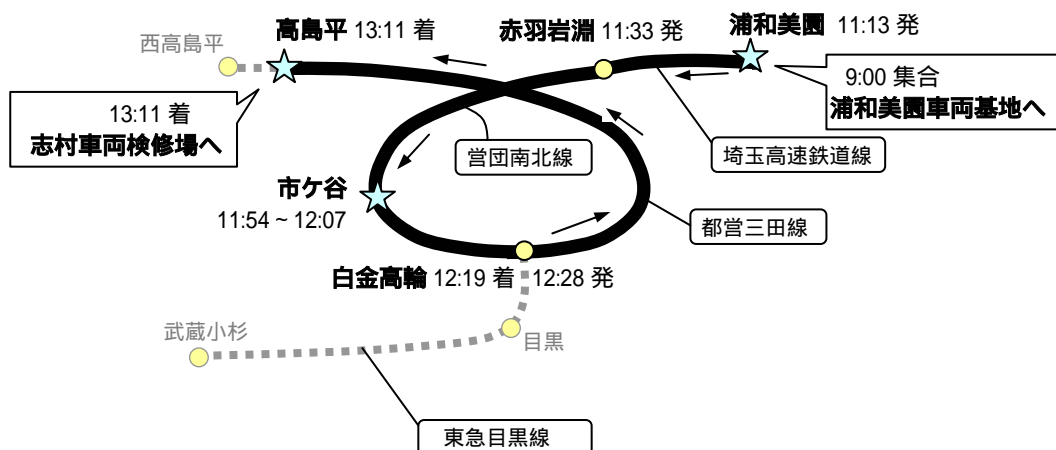 高島平 13:11 着
赤羽岩淵 11:33 発
浦和美園 11:13 発
西高島平
9:00 集合
浦和美園車両基地へ
13:11 着
志村車両検修場へ
営団南北線
埼玉高速鉄道線
市ケ谷
11:54 ~ 12:07
都営三田線
白金高輪 12:19 着 12:28 発
武蔵小杉
目黒
東急目黒線